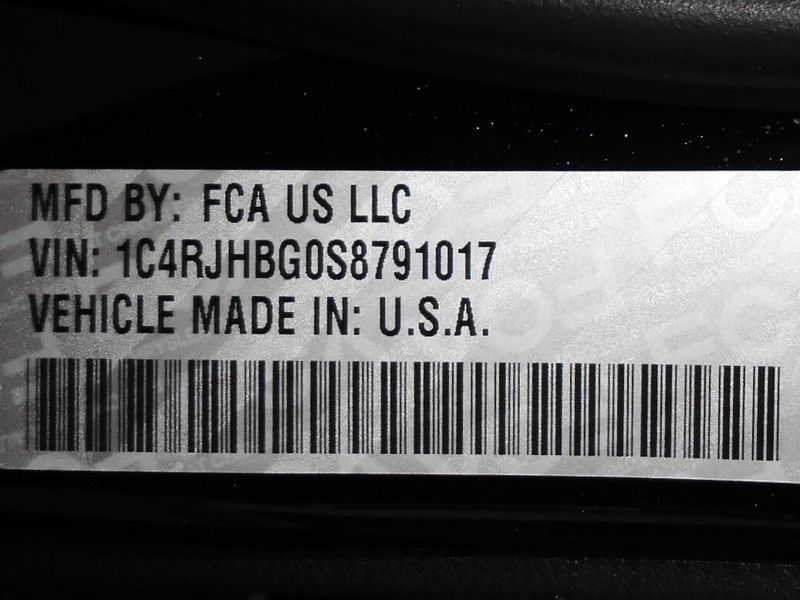 MFD BY: FCA US LLC
VIN: 1C4RJHBG0S8791017
VEHICLE MADE IN: U.S.A.